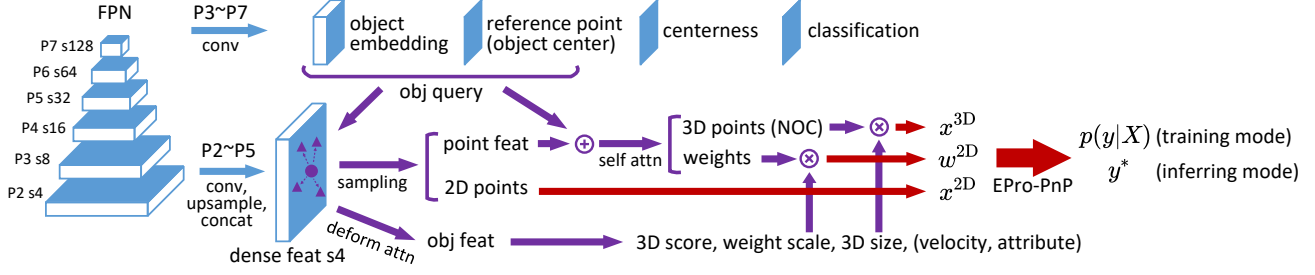 FPN
P7 s128
P6 s64
P5 s32
P4 s16
P3 s8
P2 s4
P3~P7
conv
object
embedding
reference point
(object center)
centerness
classification
obj query
P2~P5
conv,
upsample,
concat
dense feat s4
sampling
deform attn
point feat
2D points
obj feat
+
self attn
3D points (NOC)
weights
×
×
3D score, weight scale, 3D size, (velocity, attribute)
x^{3D}
w^{2D}
x^{2D}
EPro-PnP
p(y|X) (training mode)
y^* (inferring mode)